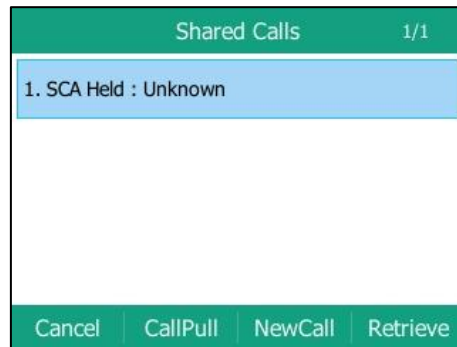 Shared Calls 1/1
1. SCA Held : Unknown
Cancel CallPull NewCall Retrieve